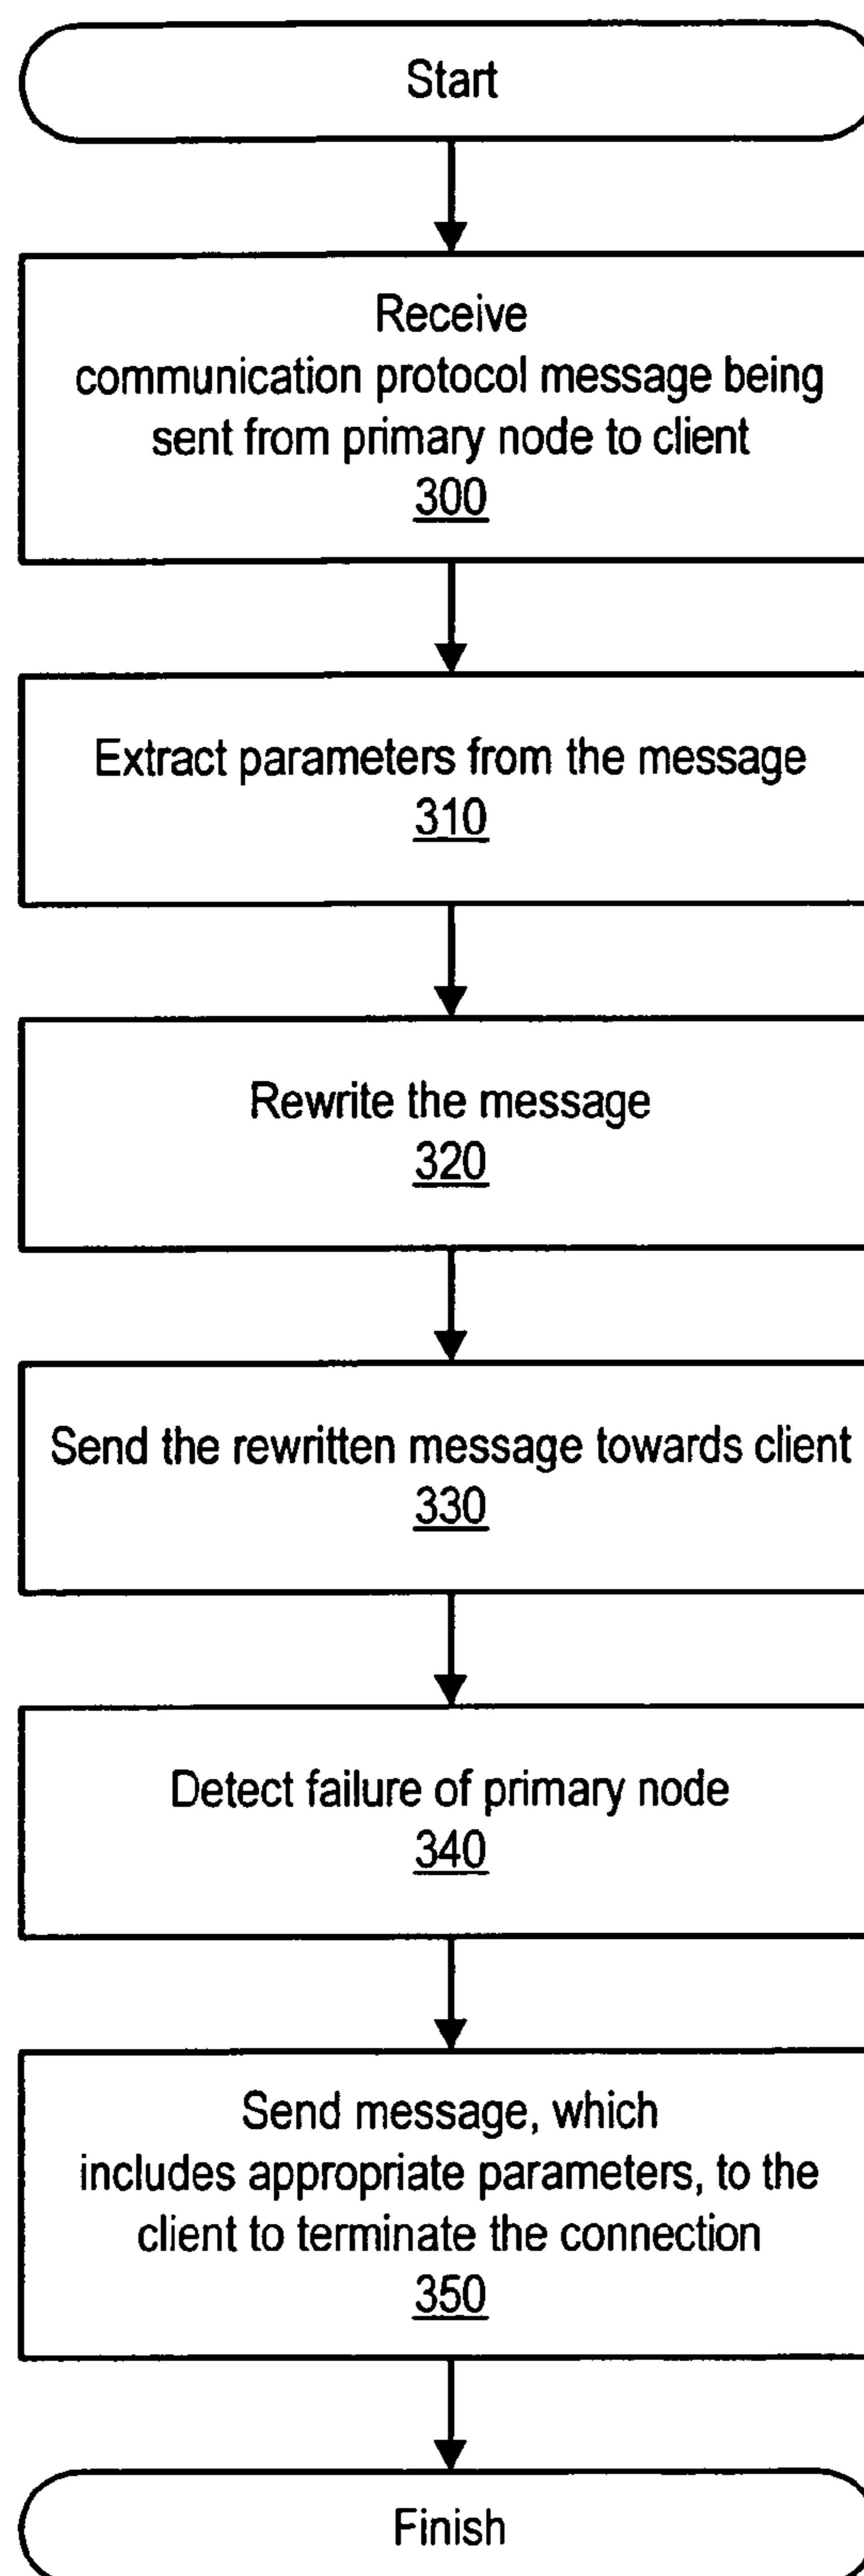 Start
Receive
communication protocol message being
sent from primary node to client
300
Extract parameters from the message
310
Rewrite the message
320
Send the rewritten message towards client
330
Detect failure of primary node
340
Send message, which
includes appropriate parameters, to the
client to terminate the connection
350
Finish